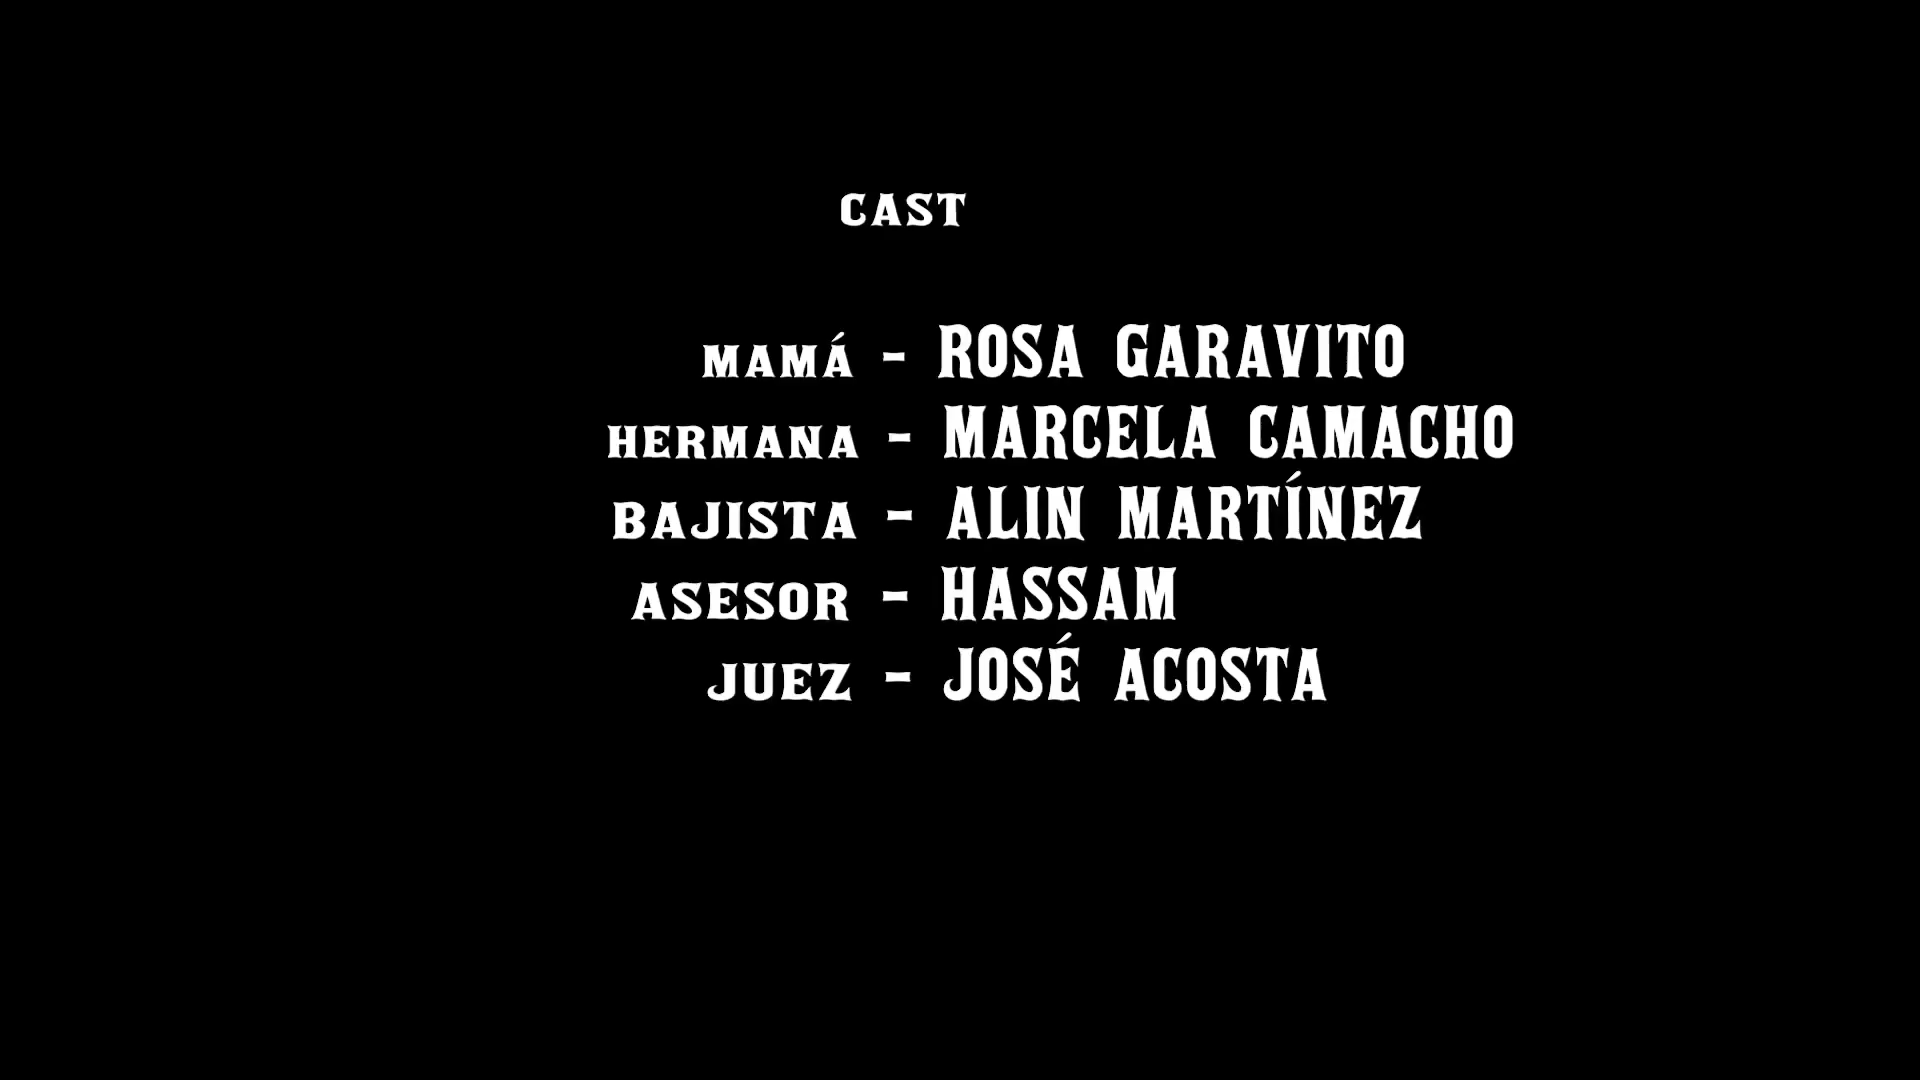 CAST
MAMÁ - ROSA GARAVITO
HERMANA - MARCELA CAMACHO
BAJISTA - ALIN MARTÍNEZ
ASESOR - HASSAM
JUEZ - JOSÉ ACOSTA